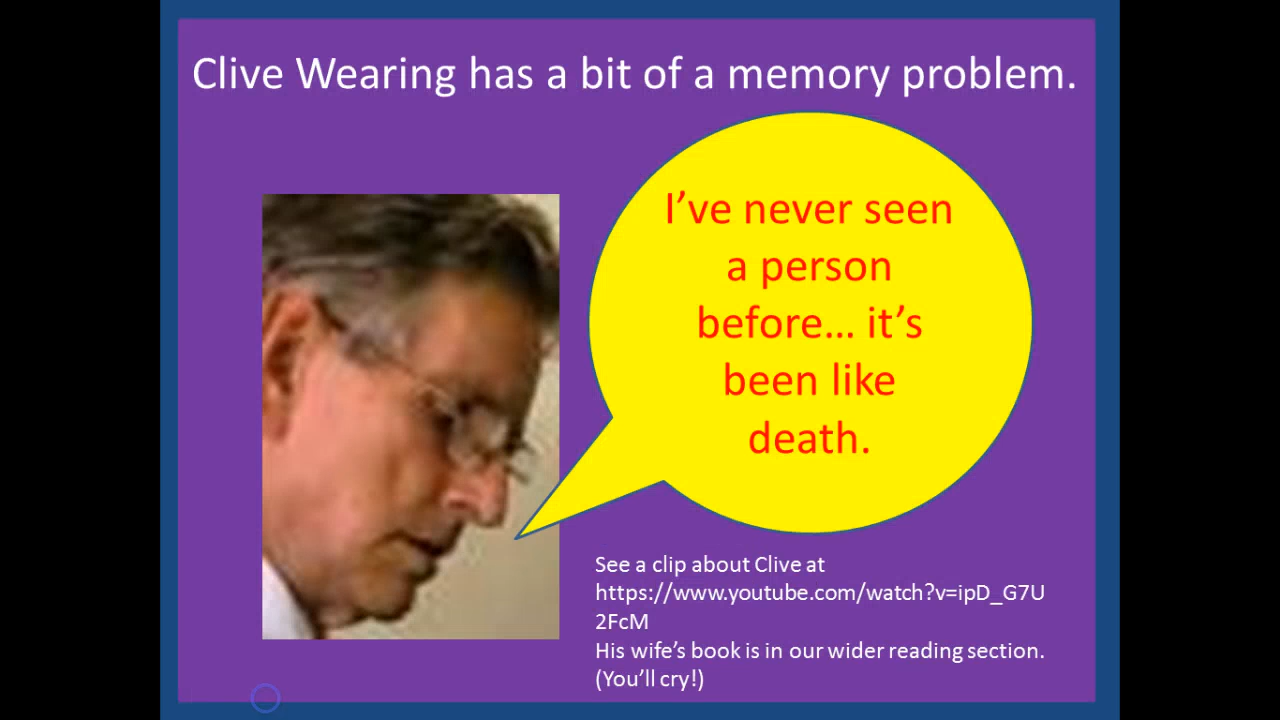 Clive Wearing has a bit of a memory problem.
I’ve never seen
a person
before... it’s
been like
death.
See a clip about Clive at
https://www.youtube.com/watch?v=ipD_G7U
2FcM
His wife’s book is in our wider reading section.
(You’ll cry!)